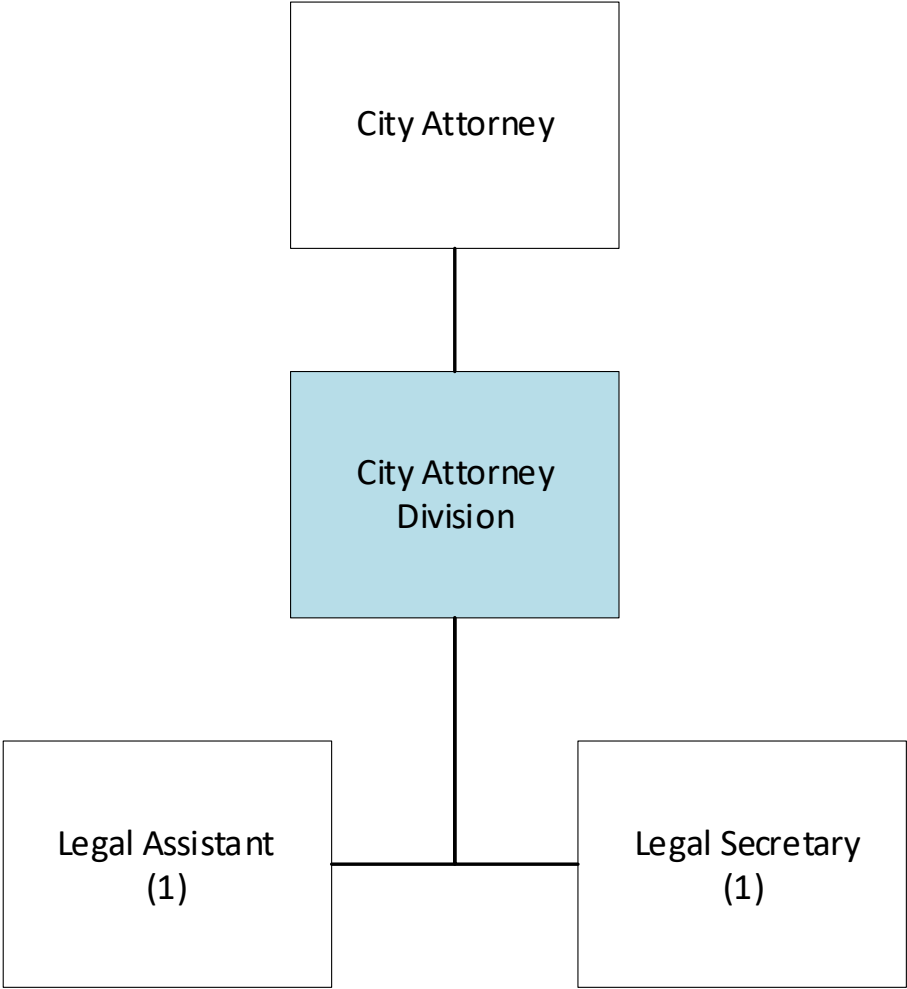 City Attorney
City Attorney
Division
Legal Assistant
(1)
Legal Secretary
(1)